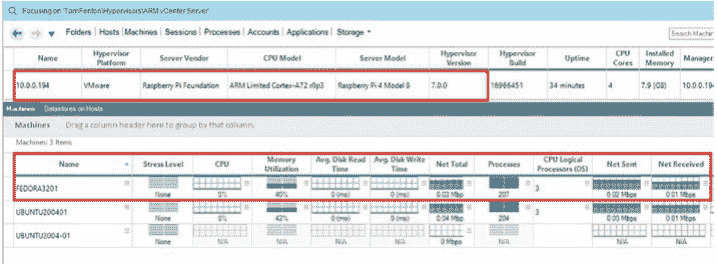 Focusing on 'TomFenton\Hypervisors\ARM vCenter Server'
Folders | Hosts | Machines | Sessions | Processes | Accounts | Applications | Storage
Search Machin
Name Hypervisor Platform Server Vendor CPU Model Server Model Hypervisor Version Hypervisor Build Uptime CPU Cores Installed Memory Manager
10.0.0.194 VMware Raspberry Pi Foundation ARM Limited Cortex-A72 r0p3 Raspberry Pi 4 Model B 7.0.0 16966451 34 minutes 4 7.9 (GB) 10.0.0.19
Machines Datastores on Hosts
Machines Drag a column header here to group by that column.
Machines: 3 Items
Name Stress Level CPU Memory Utilization Avg. Disk Read Time Avg. Disk Write Time Net Total Processes CPU Logical Processors (OS) Net Sent Net Received
FEDORA3201 None 0% 40% 0 (ms) 0 (ms) 0.02 Mbps 207 3 0.02 Mbps 0.01 Mbps
UBUNTU200401 None 0% 42% 0 (ms) 0 (ms) 0.04 Mbps 204 3 0.03 Mbps 0.01 Mbps
UBUNTU2004-01 None N/A N/A N/A N/A 0 Mbps N/A N/A N/A